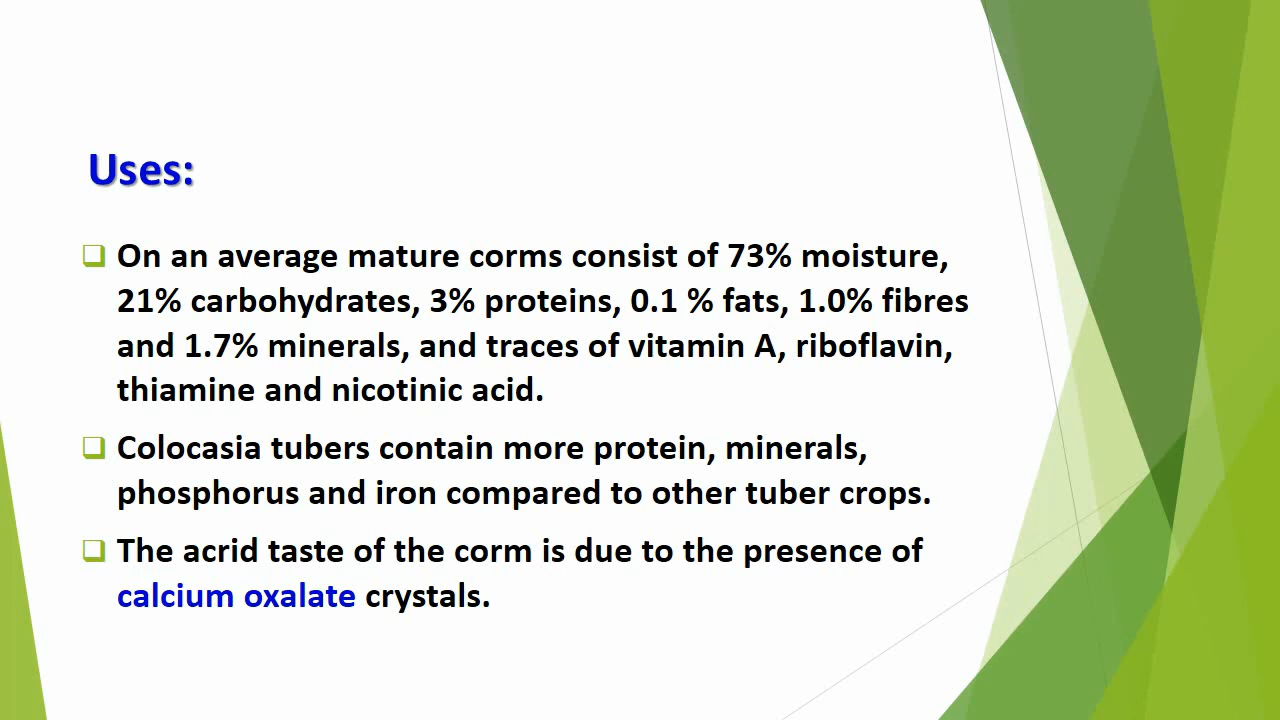 Uses:
On an average mature corms consist of 73% moisture,
21% carbohydrates, 3% proteins, 0.1 % fats, 1.0% fibres
and 1.7% minerals, and traces of vitamin A, riboflavin,
thiamine and nicotinic acid.
Colocasia tubers contain more protein, minerals,
phosphorus and iron compared to other tuber crops.
The acrid taste of the corm is due to the presence of
calcium oxalate crystals.